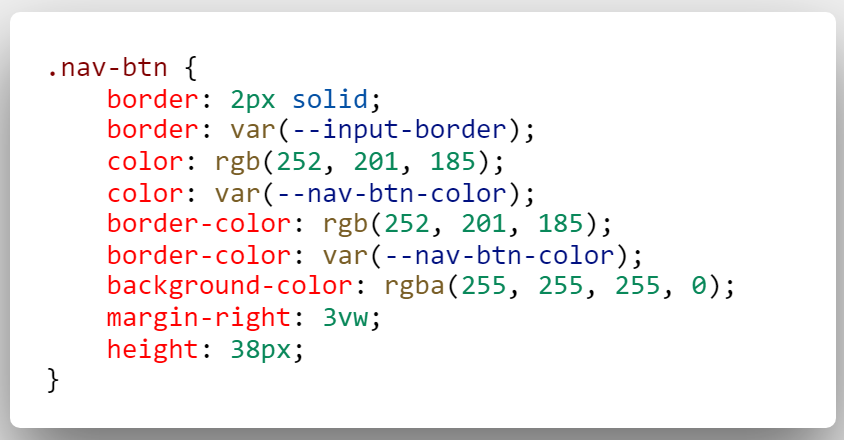 .nav-btn {
    border: 2px solid;
    border: var(--input-border);
    color: rgb(252, 201, 185);
    color: var(--nav-btn-color);
    border-color: rgb(252, 201, 185);
    border-color: var(--nav-btn-color);
    background-color: rgba(255, 255, 255, 0);
    margin-right: 3vw;
    height: 38px;
}